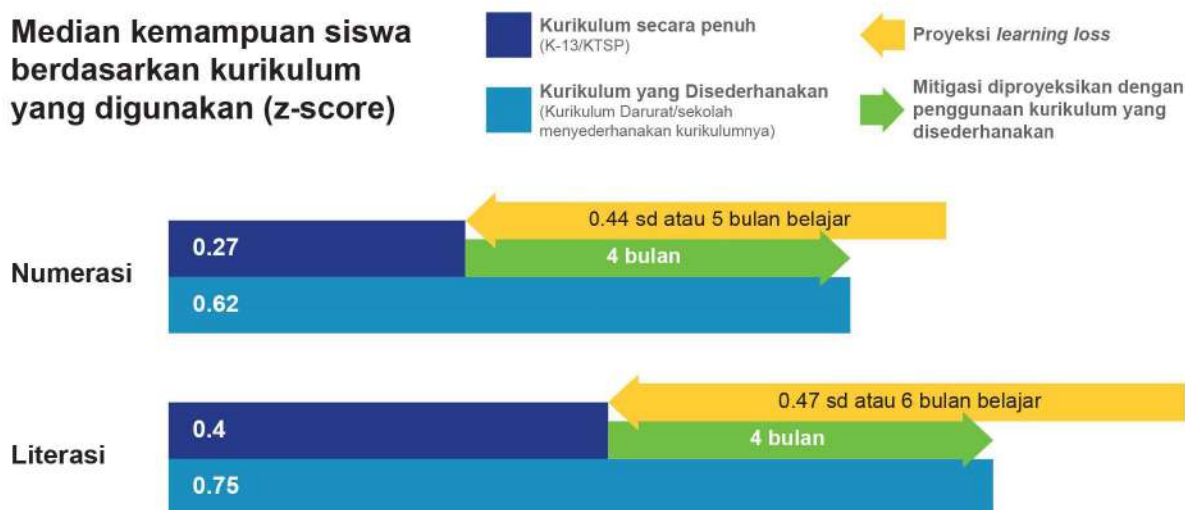 Median kemampuan siswa
berdasarkan kurikulum
yang digunakan (z-score)
Kurikulum secara penuh
(K-13/KTSP)
Kurikulum yang Disederhanakan
(Kurikulum Darurat/sekolah
menyederhanakan kurikulumnya)
Proyeksi learning loss
Mitigasi diproyeksikan dengan
penggunaan kurikulum yang
disederhanakan
Numerasi
0.27
0.44 sd atau 5 bulan belajar
4 bulan
0.62
Literasi
0.4
0.47 sd atau 6 bulan belajar
4 bulan
0.75